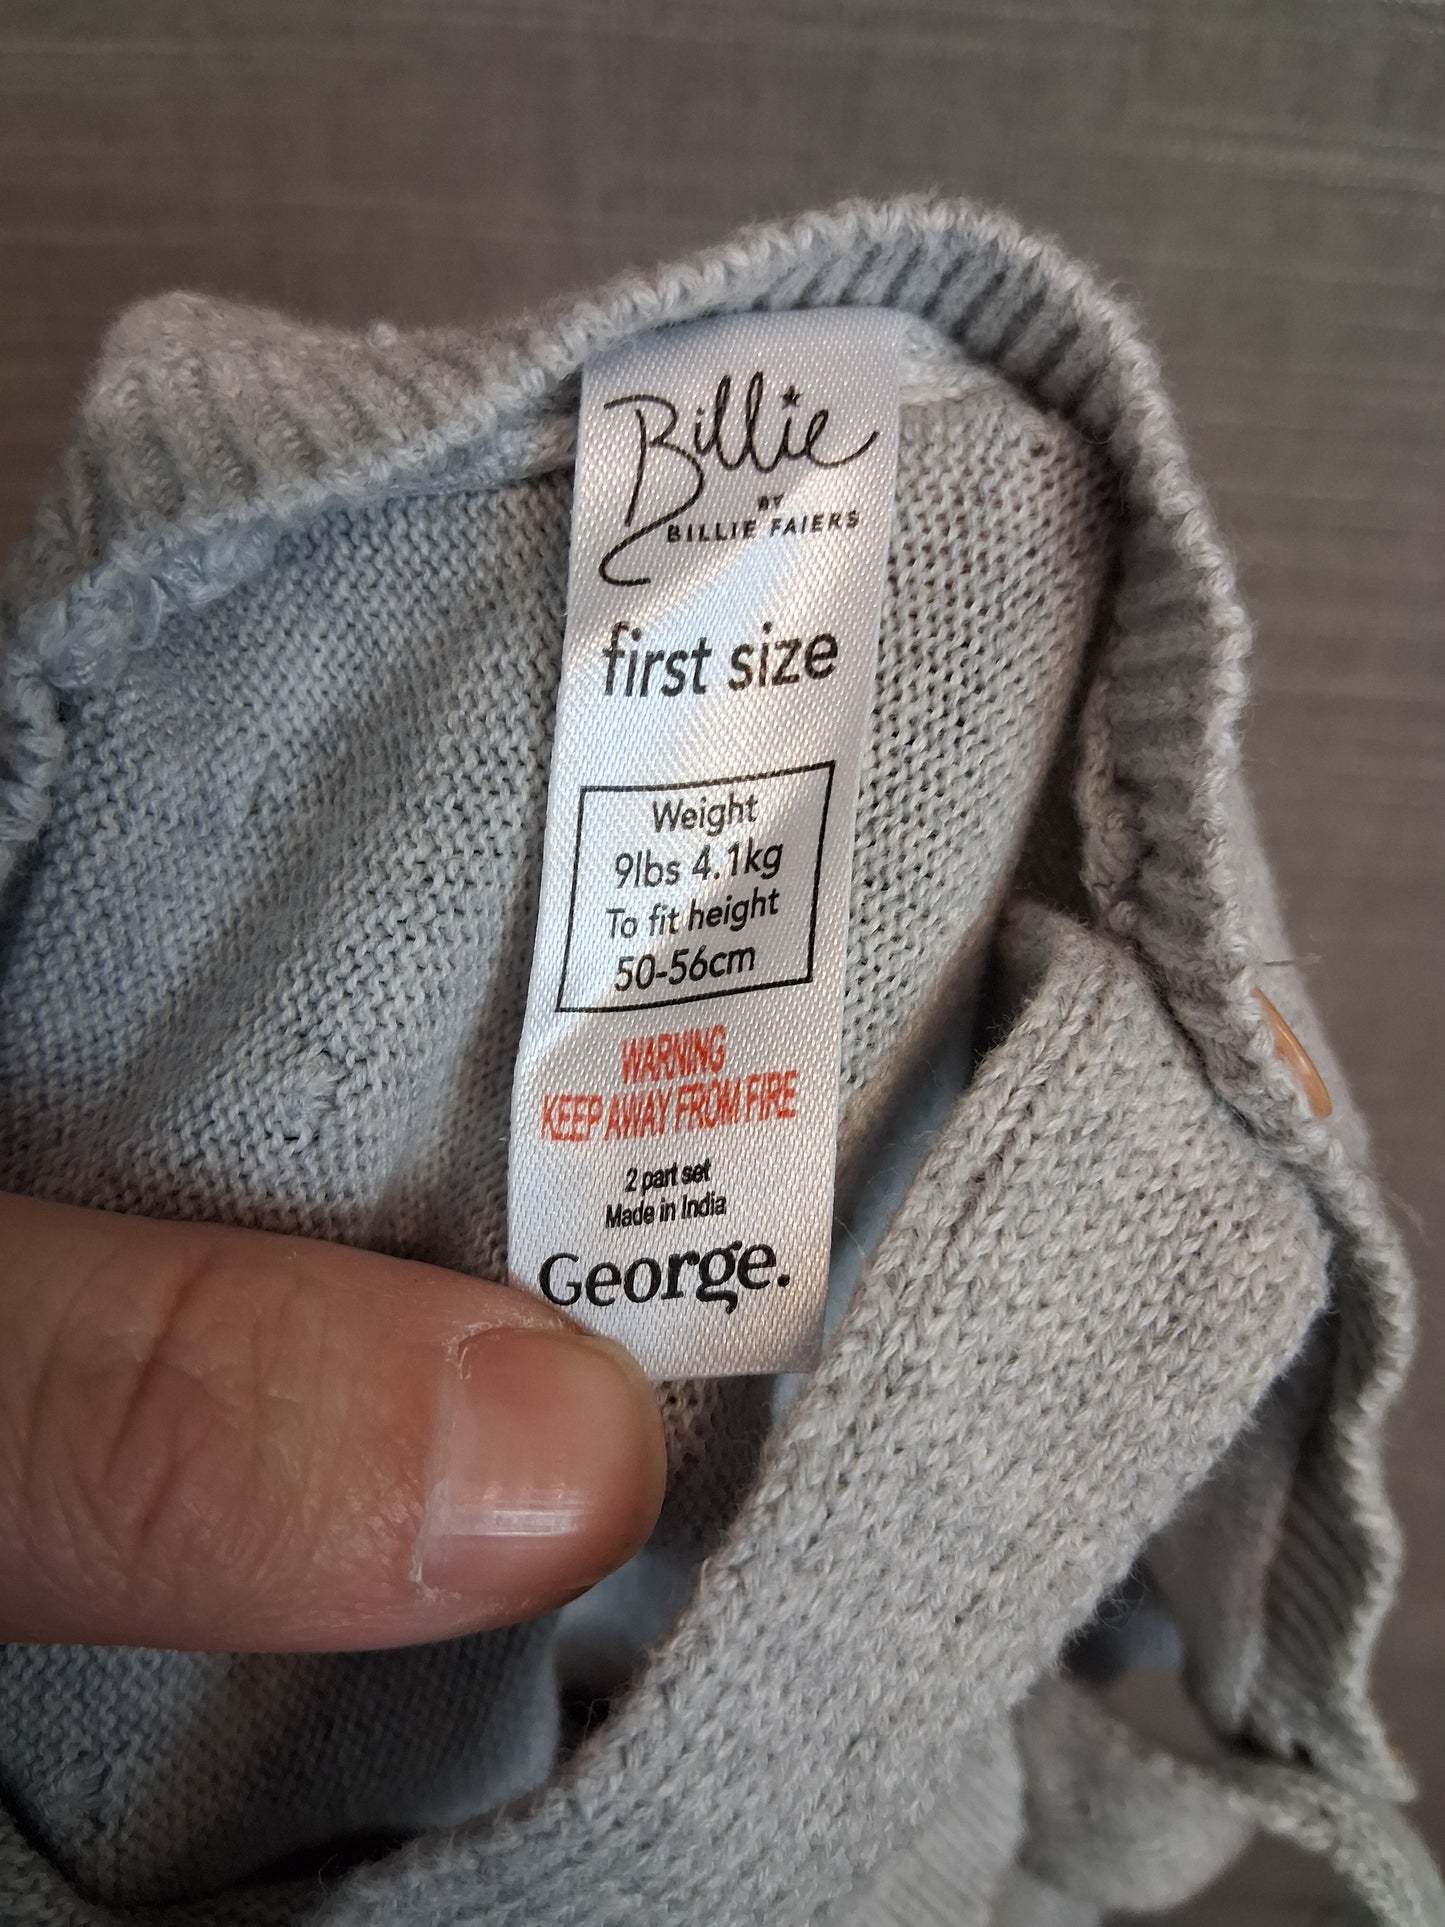 Billie
BY
BILLIE FAIERS
first size
Weight
9lbs 4.1kg
To fit height
50-56cm
WARNING
KEEP AWAY FROM FIRE
2 part set
Made in India
George.